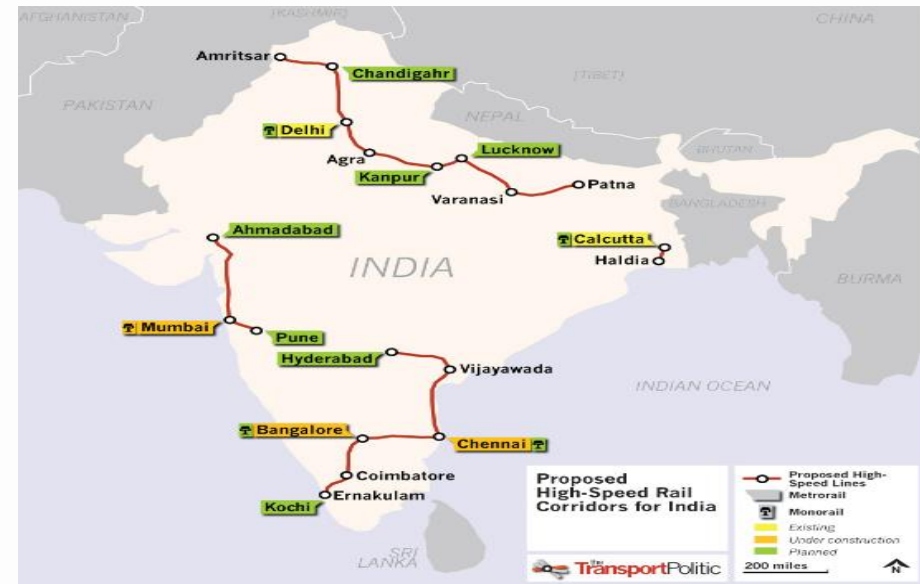 AFGHANISTAN
[KASHMIR]
CHINA
Amritsar
Chandigahr
[TIBET]
PAKISTAN
NEPAL
Delhi
Agra
Lucknow
BHUTAN
Kanpur
Varanasi
Patna
BANGLADESH
Ahmadabad
Calcutta
INDIA
Haldia
BURMA
Mumbai
Pune
Hyderabad
Vijayawada
INDIAN OCEAN
Bangalore
Chennai
Coimbatore
Ernakulam
Kochi
SRI
LANKA
Proposed
High-Speed Rail
Corridors for India
the TransportPolitic
Proposed High-
Speed Lines
Metrorail
Monorail
Existing
Under construction
Planned
200 miles
N